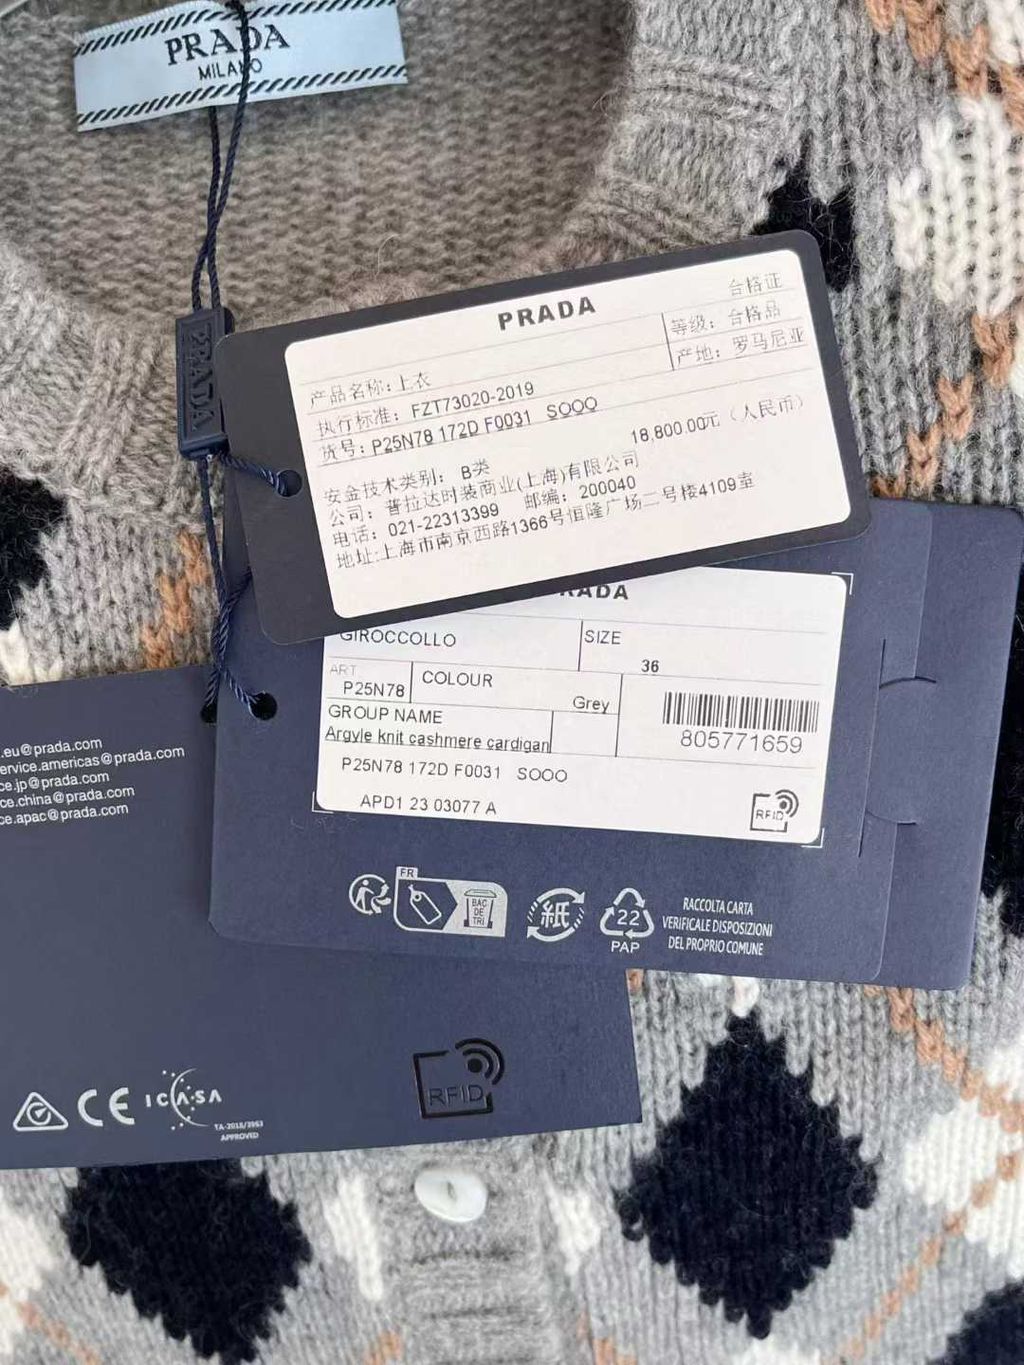 PRADA
MILANO
PRADA
PRADA
合格证
等级: 合格品
产地: 罗马尼亚
产品名称: 上衣
执行标准: FZT73020-2019
货号: P25N78 172D F0031 SOOO
18,800.00元（人民币）
安全技术类别: B类
公司: 普拉达时装商业(上海)有限公司
电话: 021-22313399 邮编: 200040
地址:上海市南京西路1366号恒隆广场二号楼4109室
RADA
GIROCCOLLO
SIZE
36
ART
P25N78
COLOUR
Grey
GROUP NAME
Argyle knit cashmere cardigan
805771659
P25N78 172D F0031 SOOO
APD1 23 03077 A
RFID
.eu@prada.com
ervice.americas@prada.com
ce.jp@prada.com
ce.china@prada.com
ce.apac@prada.com
FR
BAC
DE
TRI
紙
22
PAP
RACCOLTA CARTA
VERIFICALE DISPOSIZIONI
DEL PROPRIO COMUNE
CE
ICASA
TA-2018/3953
APPROVED
RFID